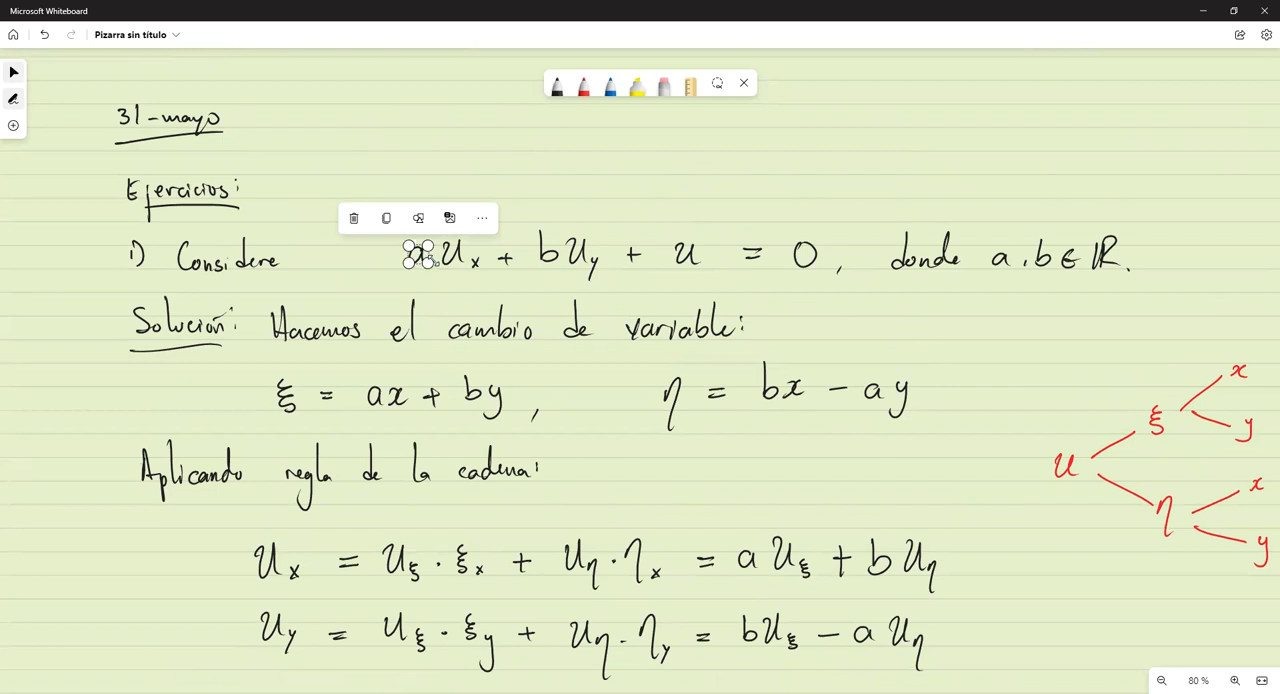 Microsoft Whiteboard
Pizarra sin título
31-mayo
Ejercicios:
1) Considere a u_x + b u_y + u = 0, donde a, b ∈ ℝ.
Solución: Hacemos el cambio de variable:
ξ = ax + by, η = bx - ay
Aplicando regla de la cadena:
u_x = u_ξ · ξ_x + u_η · η_x = a u_ξ + b u_η
u_y = u_ξ · ξ_y + u_η · η_y = b u_ξ - a u_η
x
ξ
y
u
x
η
y
80 %